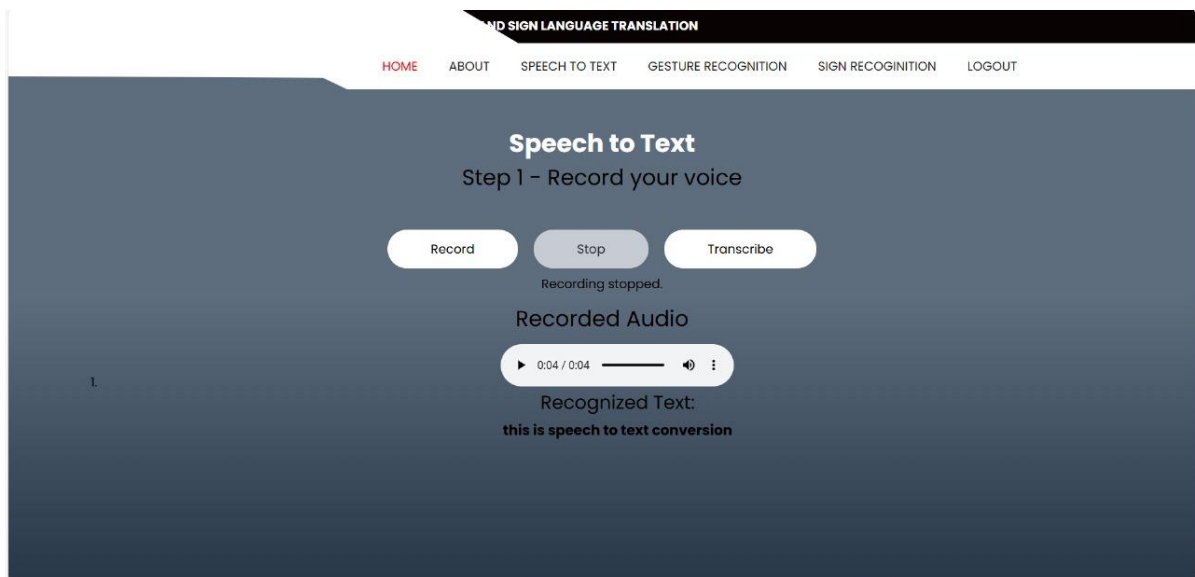 SIGN LANGUAGE TRANSLATION
HOME ABOUT SPEECH TO TEXT GESTURE RECOGNITION SIGN RECOGINITION LOGOUT
Speech to Text
Step 1 - Record your voice
Record Stop Transcribe
Recording stopped.
Recorded Audio
0:04 / 0:04
1.
Recognized Text:
this is speech to text conversion